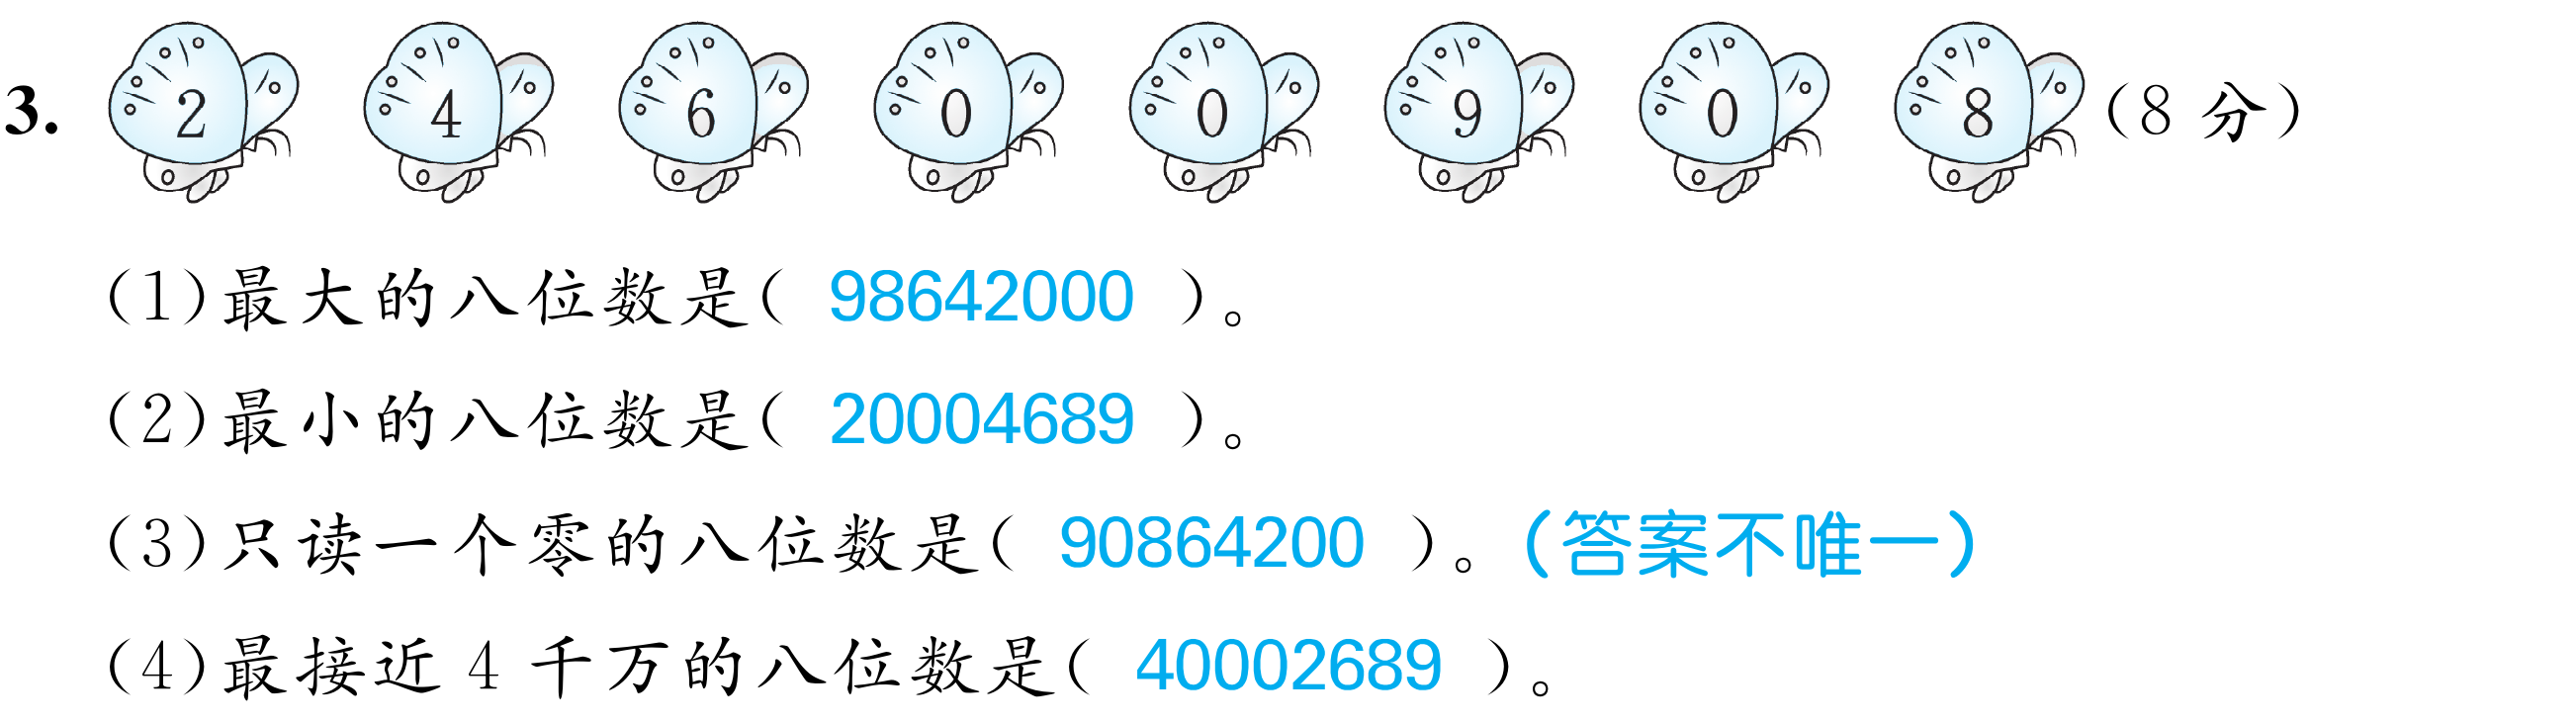 3. 2 4 6 0 0 9 0 8 (8 分)
(1)最大的八位数是( 98642000 )。
(2)最小的八位数是( 20004689 )。
(3)只读一个零的八位数是( 90864200 )。(答案不唯一)
(4)最接近 4 千万的八位数是( 40002689 )。